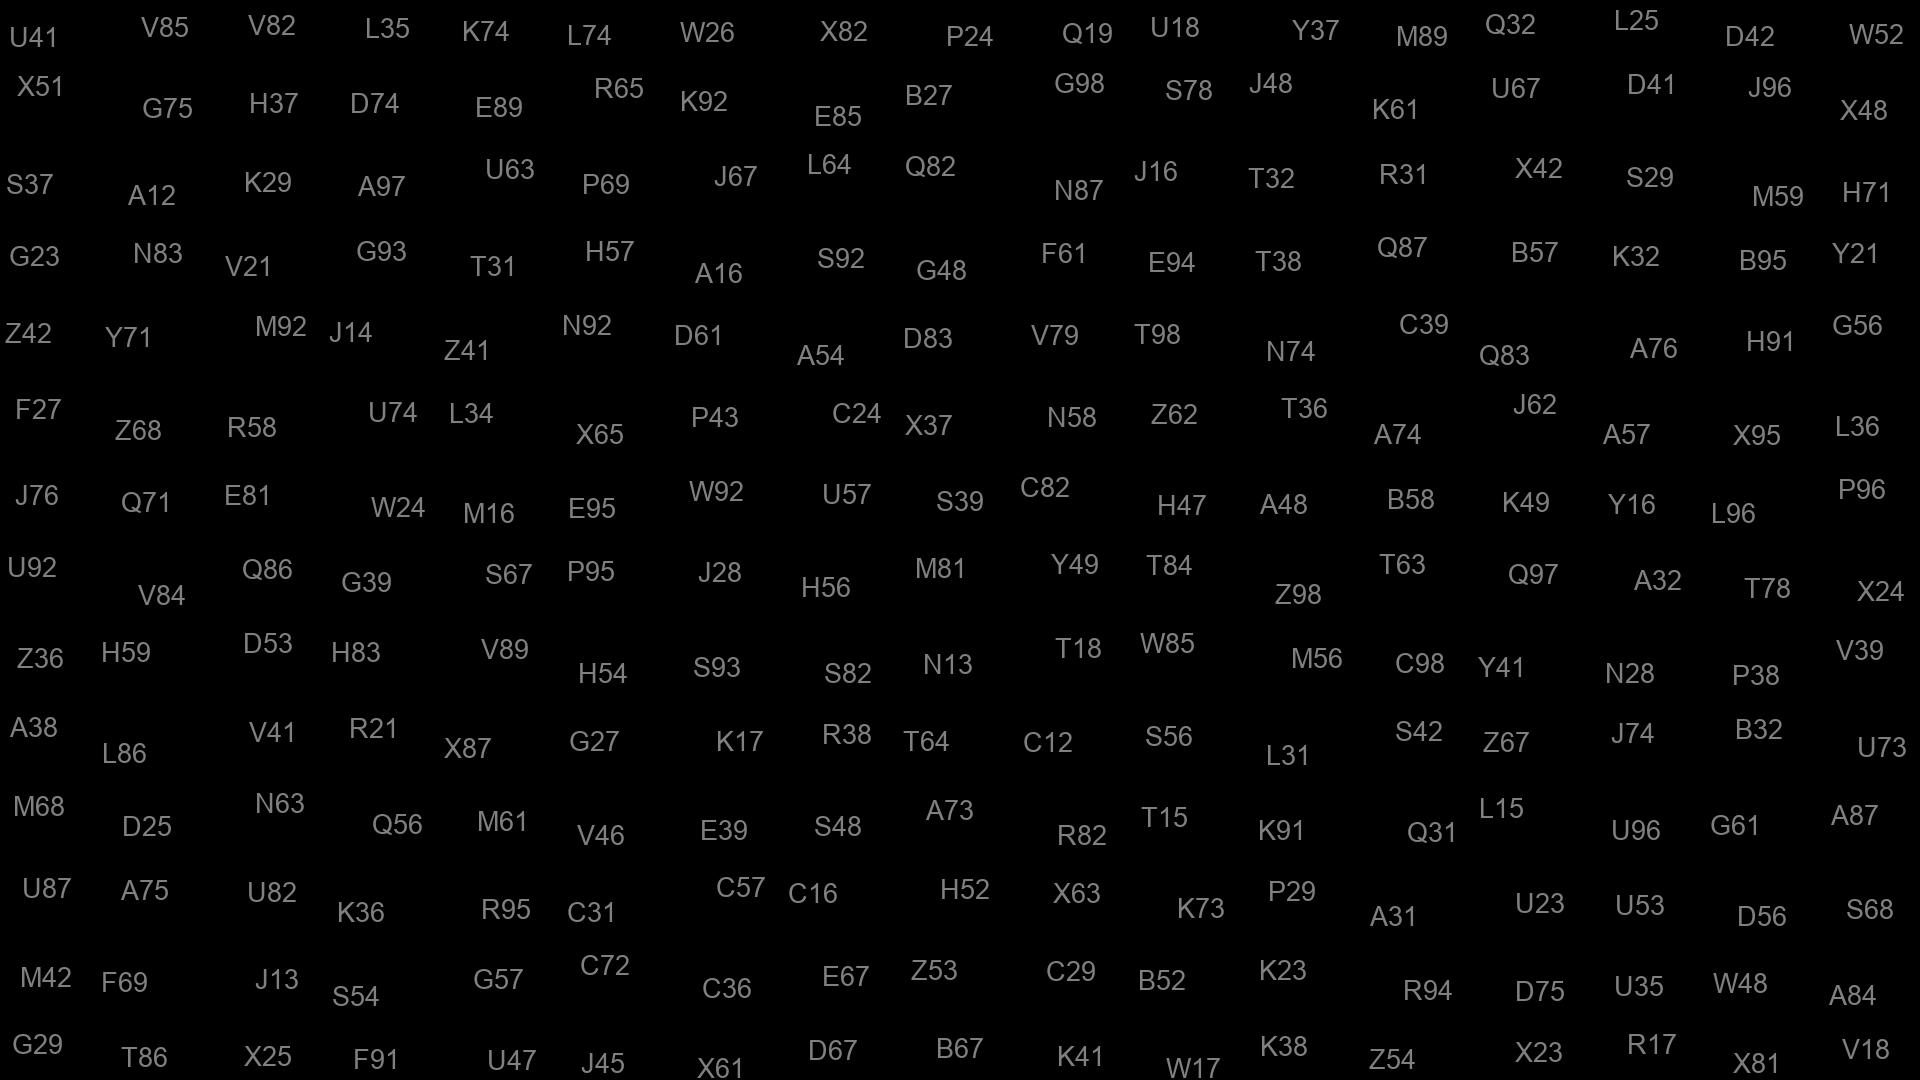 U41 V85 V82 L35 K74 L74 W26 X82 P24 Q19 U18 Y37 M89 Q32 L25 D42 W52
X51 G75 H37 D74 E89 R65 K92 E85 B27 G98 S78 J48 K61 U67 D41 J96 X48
S37 A12 K29 A97 U63 P69 J67 L64 Q82 N87 J16 T32 R31 X42 S29 M59 H71
G23 N83 V21 G93 T31 H57 A16 S92 G48 F61 E94 T38 Q87 B57 K32 B95 Y21
Z42 Y71 M92 J14 Z41 N92 D61 A54 D83 V79 T98 N74 C39 Q83 A76 H91 G56
F27 Z68 R58 U74 L34 X65 P43 C24 X37 N58 Z62 T36 A74 J62 A57 X95 L36
J76 Q71 E81 W24 M16 E95 W92 U57 S39 C82 H47 A48 B58 K49 Y16 L96 P96
U92 V84 Q86 G39 S67 P95 J28 H56 M81 Y49 T84 Z98 T63 Q97 A32 T78 X24
Z36 H59 D53 H83 V89 H54 S93 S82 N13 T18 W85 M56 C98 Y41 N28 P38 V39
A38 L86 V41 R21 X87 G27 K17 R38 T64 C12 S56 L31 S42 Z67 J74 B32 U73
M68 D25 N63 Q56 M61 V46 E39 S48 A73 R82 T15 K91 Q31 L15 U96 G61 A87
U87 A75 U82 K36 R95 C31 C57 C16 H52 X63 K73 P29 A31 U23 U53 D56 S68
M42 F69 J13 S54 G57 C72 C36 E67 Z53 C29 B52 K23 R94 D75 U35 W48 A84
G29 T86 X25 F91 U47 J45 X61 D67 B67 K41 W17 K38 Z54 X23 R17 X81 V18